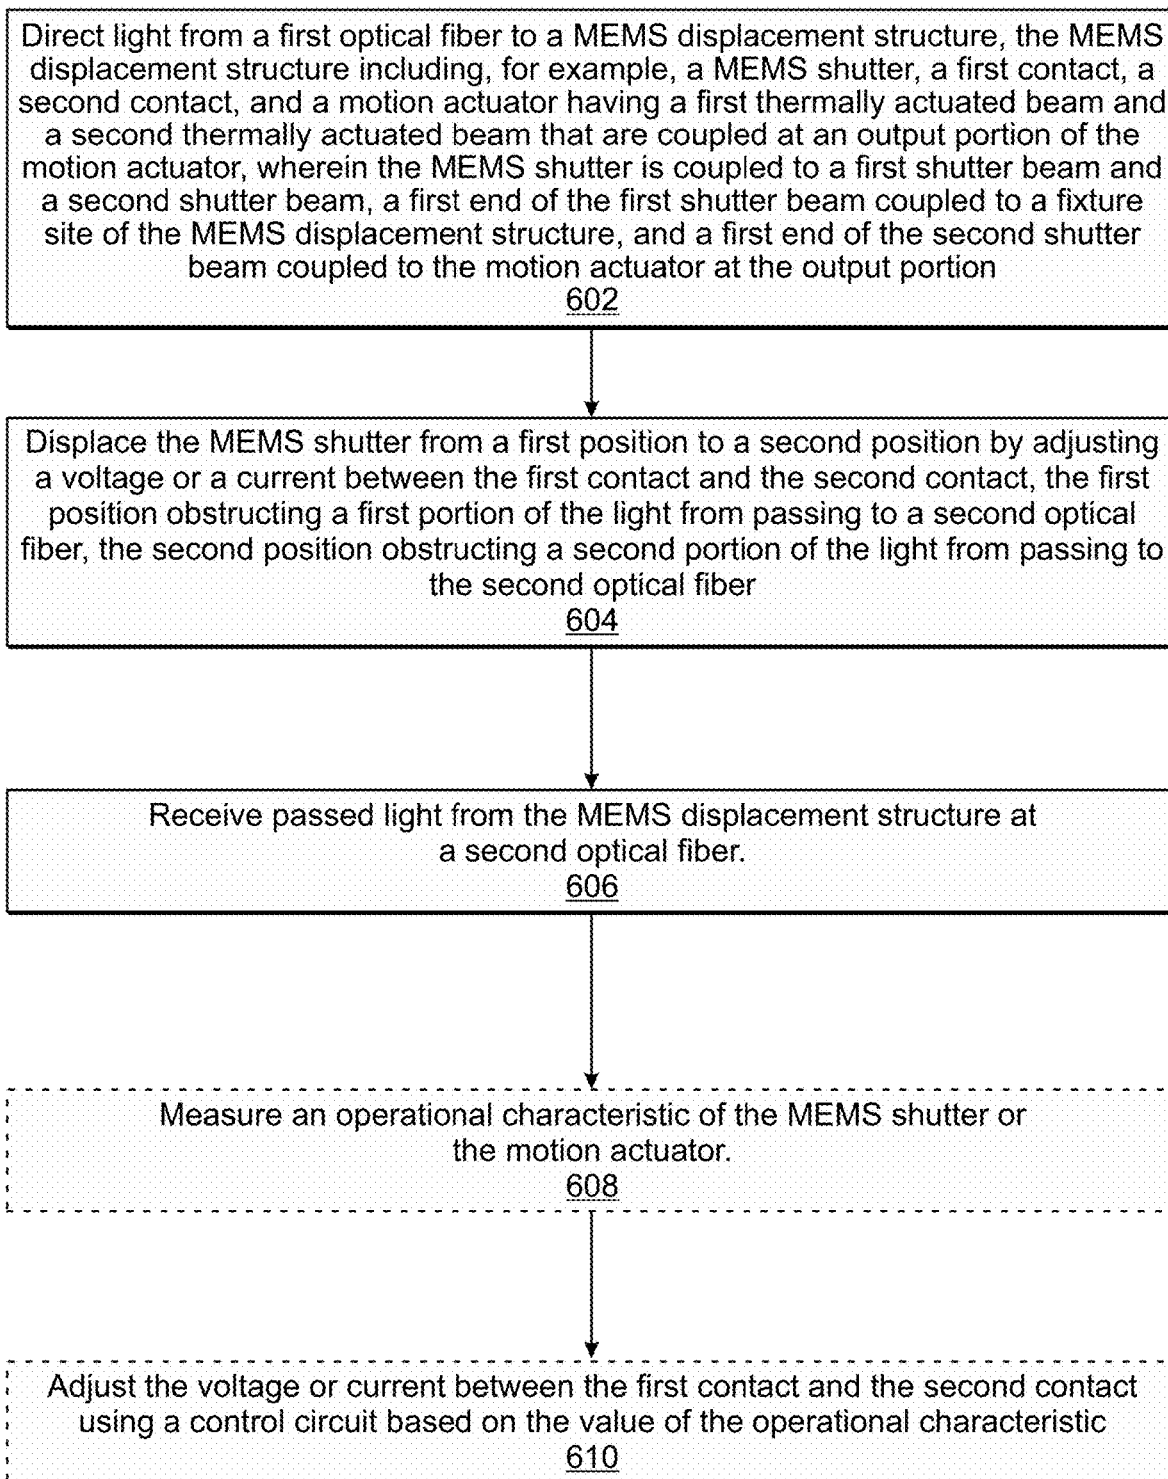 Direct light from a first optical fiber to a MEMS displacement structure, the MEMS
displacement structure including, for example, a MEMS shutter, a first contact, a
second contact, and a motion actuator having a first thermally actuated beam and
a second thermally actuated beam that are coupled at an output portion of the
motion actuator, wherein the MEMS shutter is coupled to a first shutter beam and
a second shutter beam, a first end of the first shutter beam coupled to a fixture
site of the MEMS displacement structure, and a first end of the second shutter
beam coupled to the motion actuator at the output portion
602
Displace the MEMS shutter from a first position to a second position by adjusting
a voltage or a current between the first contact and the second contact, the first
position obstructing a first portion of the light from passing to a second optical
fiber, the second position obstructing a second portion of the light from passing to
the second optical fiber
604
Receive passed light from the MEMS displacement structure at
a second optical fiber.
606
Measure an operational characteristic of the MEMS shutter or
the motion actuator.
608
Adjust the voltage or current between the first contact and the second contact
using a control circuit based on the value of the operational characteristic
610